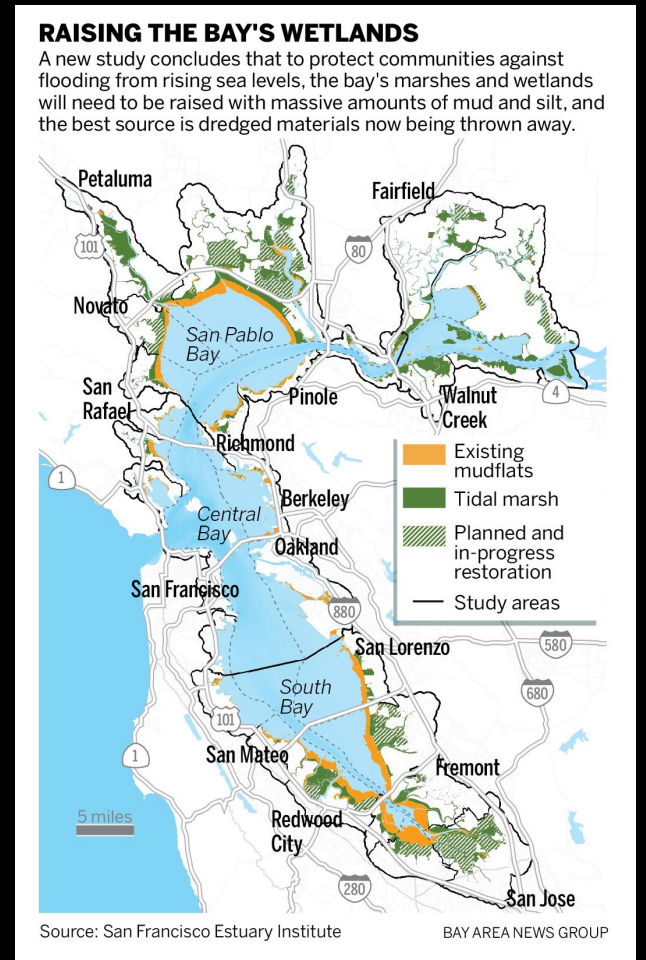 RAISING THE BAY'S WETLANDS
A new study concludes that to protect communities against
flooding from rising sea levels, the bay's marshes and wetlands
will need to be raised with massive amounts of mud and silt, and
the best source is dredged materials now being thrown away.
Petaluma
Fairfield
101
80
Novato
San Pablo
Bay
San
Rafael
Pinole
Walnut
Creek
4
Richmond
1
Existing
mudflats
Tidal marsh
Planned and
in-progress
restoration
Study areas
Berkeley
Central
Bay
Oakland
San Francisco
880
580
San Lorenzo
680
South
Bay
101
1
San Mateo
Fremont
5 miles
Redwood
City
280
San Jose
Source: San Francisco Estuary Institute
BAY AREA NEWS GROUP